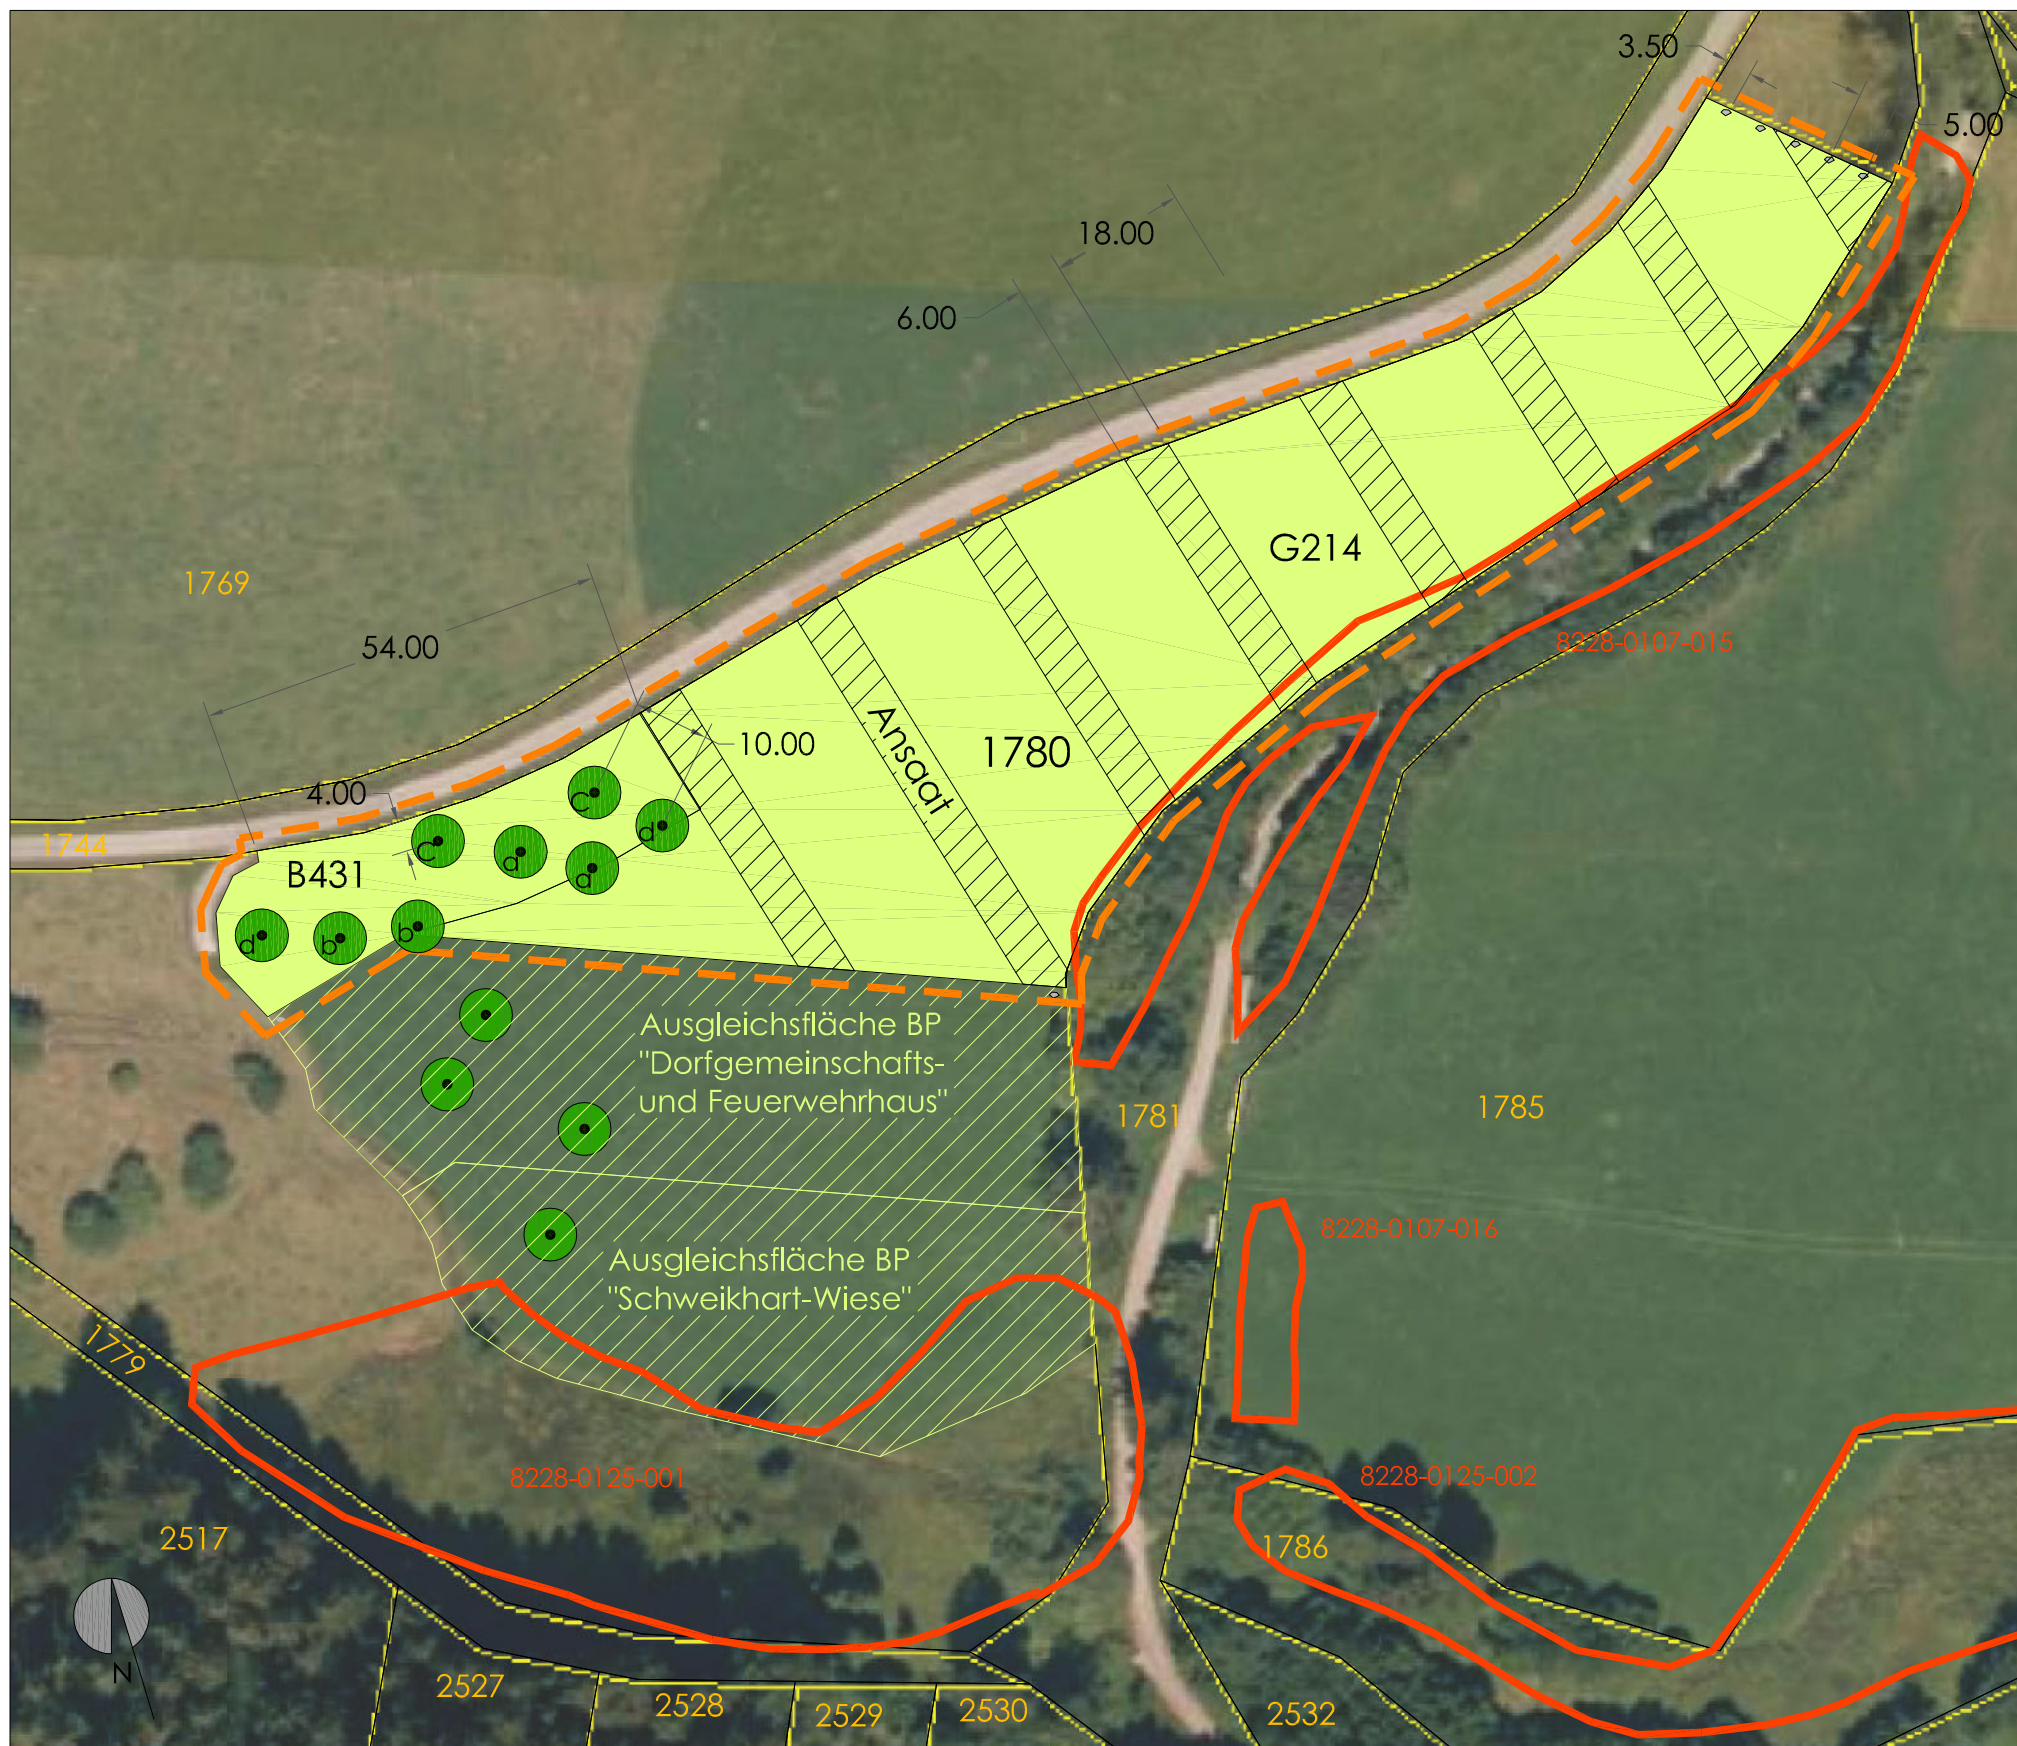 3.50
5.00
18.00
6.00
G214
1769
8228-0107-015
54.00
Ansaat
1780
10.00
4.00
c
1744
c
a
d
B431
a
d
b
b
Ausgleichsfläche BP
"Dorfgemeinschafts-
und Feuerwehrhaus"
1781
1785
8228-0107-016
Ausgleichsfläche BP
"Schweikhart-Wiese"
1779
8228-0125-001
8228-0125-002
2517
1786
N
2527
2528
2529
2530
2532